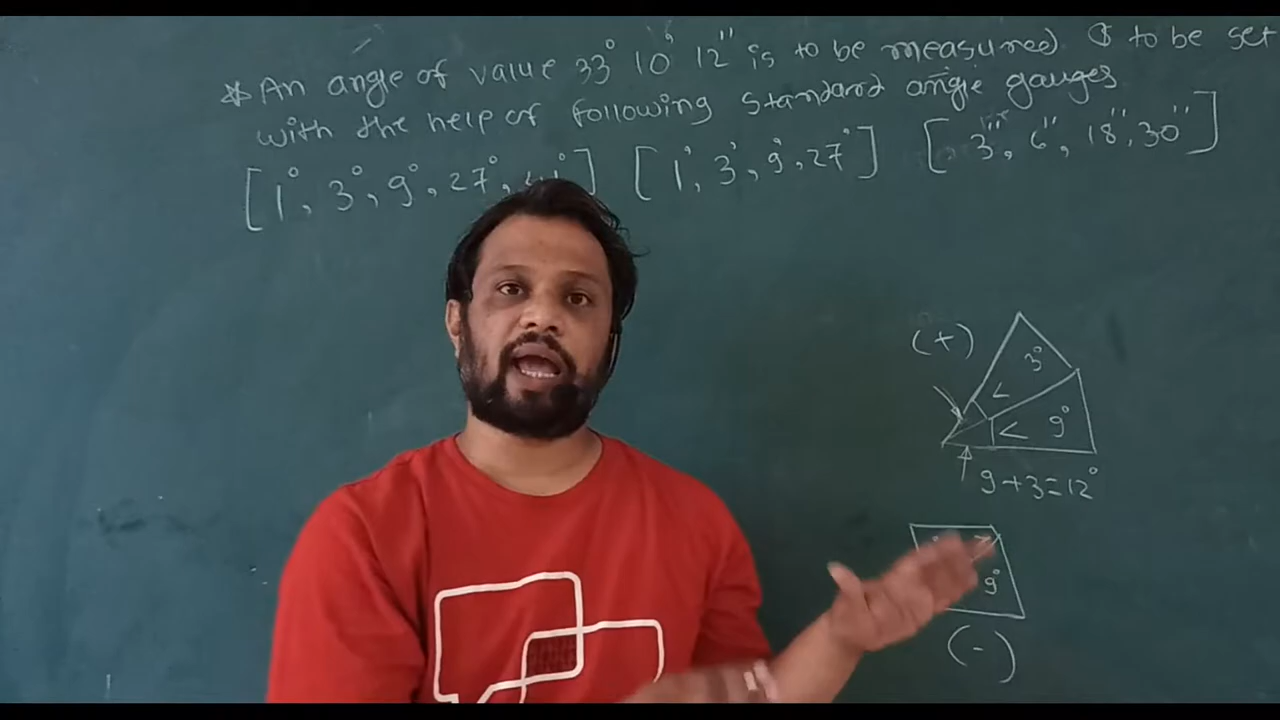 * An angle of value 33° 10' 12" is to be measured & to be set
with the help of following standard angle gauges
[1°, 3°, 9°, 27°, 41°] [1', 3', 9', 27'] [3", 6", 18", 30"]
(+) 3°
< 9°
9+3=12°
9°
(-)